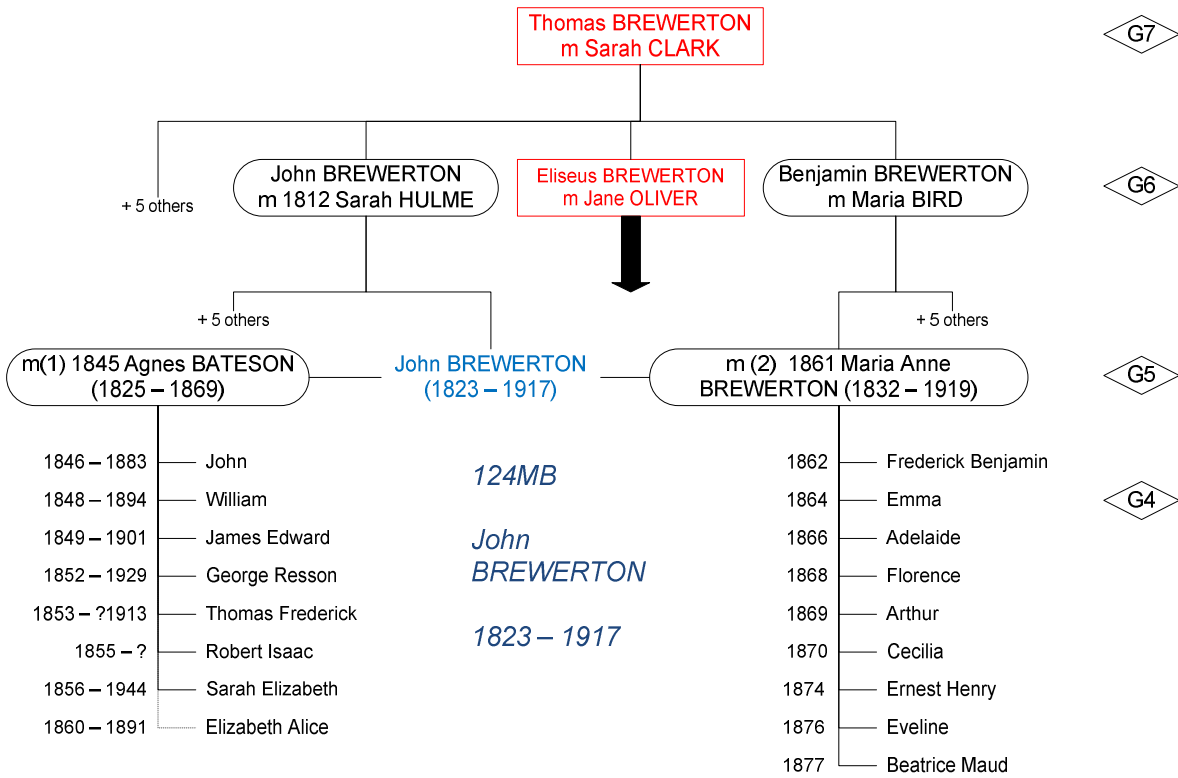 Thomas BREWERTON
m Sarah CLARK
G7
+ 5 others
John BREWERTON
m 1812 Sarah HULME
Eliseus BREWERTON
m Jane OLIVER
Benjamin BREWERTON
m Maria BIRD
G6
+ 5 others
+ 5 others
m(1) 1845 Agnes BATESON
(1825 – 1869)
John BREWERTON
(1823 – 1917)
m (2) 1861 Maria Anne
BREWERTON (1832 – 1919)
G5
1846 – 1883 John
1848 – 1894 William
1849 – 1901 James Edward
1852 – 1929 George Resson
1853 – ?1913 Thomas Frederick
1855 – ? Robert Isaac
1856 – 1944 Sarah Elizabeth
1860 – 1891 Elizabeth Alice
124MB
John
BREWERTON
1823 – 1917
1862 Frederick Benjamin
1864 Emma
1866 Adelaide
1868 Florence
1869 Arthur
1870 Cecilia
1874 Ernest Henry
1876 Eveline
1877 Beatrice Maud
G4